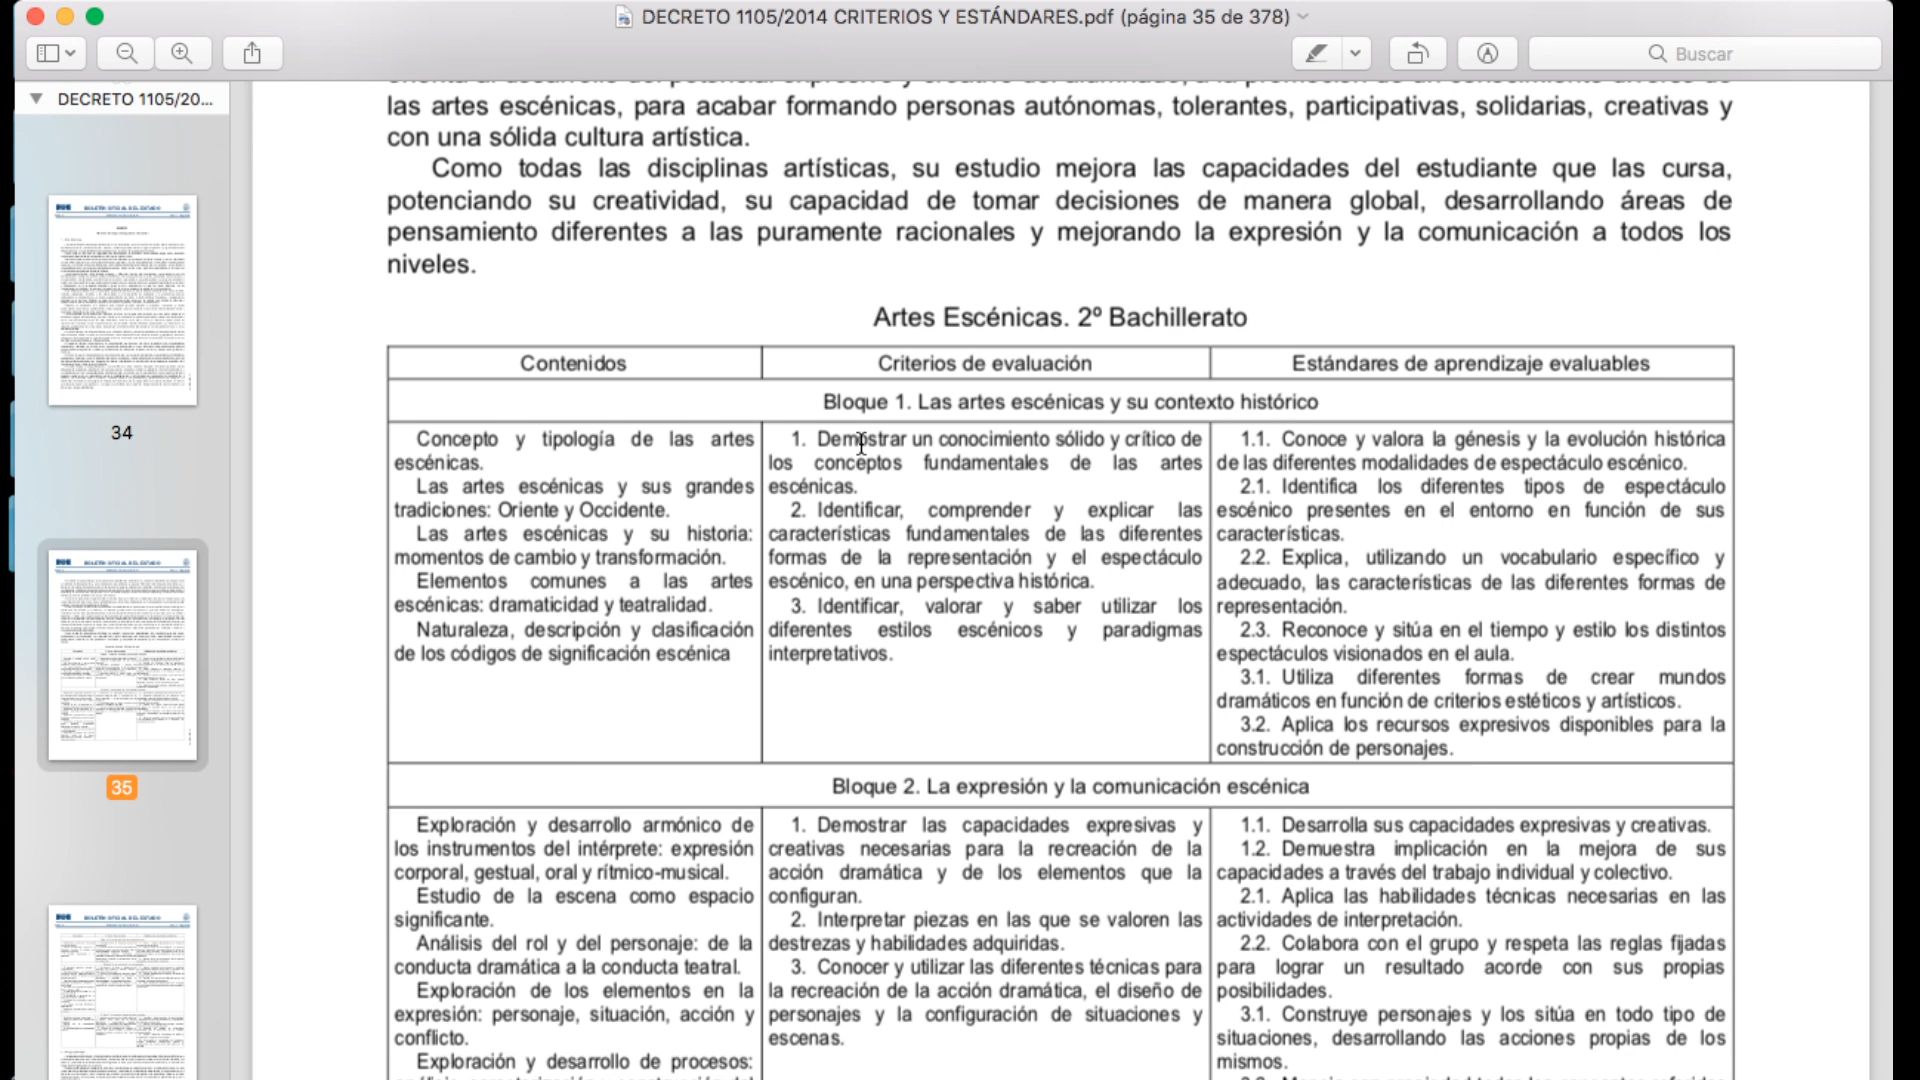 DECRETO 1105/2014 CRITERIOS Y ESTÁNDARES.pdf (página 35 de 378)
Buscar
DECRETO 1105/20...
34
35
las artes escénicas, para acabar formando personas autónomas, tolerantes, participativas, solidarias, creativas y
con una sólida cultura artística.
Como todas las disciplinas artísticas, su estudio mejora las capacidades del estudiante que las cursa,
potenciando su creatividad, su capacidad de tomar decisiones de manera global, desarrollando áreas de
pensamiento diferentes a las puramente racionales y mejorando la expresión y la comunicación a todos los
niveles.
Artes Escénicas. 2º Bachillerato
Contenidos
Criterios de evaluación
Estándares de aprendizaje evaluables
Bloque 1. Las artes escénicas y su contexto histórico
Concepto y tipología de las artes
escénicas.
Las artes escénicas y sus grandes
tradiciones: Oriente y Occidente.
Las artes escénicas y su historia:
momentos de cambio y transformación.
Elementos comunes a las artes
escénicas: dramaticidad y teatralidad.
Naturaleza, descripción y clasificación
de los códigos de significación escénica
1. Demostrar un conocimiento sólido y crítico de
los conceptos fundamentales de las artes
escénicas.
2. Identificar, comprender y explicar las
características fundamentales de las diferentes
formas de la representación y el espectáculo
escénico, en una perspectiva histórica.
3. Identificar, valorar y saber utilizar los
diferentes estilos escénicos y paradigmas
interpretativos.
1.1. Conoce y valora la génesis y la evolución histórica
de las diferentes modalidades de espectáculo escénico.
2.1. Identifica los diferentes tipos de espectáculo
escénico presentes en el entorno en función de sus
características.
2.2. Explica, utilizando un vocabulario específico y
adecuado, las características de las diferentes formas de
representación.
2.3. Reconoce y sitúa en el tiempo y estilo los distintos
espectáculos visionados en el aula.
3.1. Utiliza diferentes formas de crear mundos
dramáticos en función de criterios estéticos y artísticos.
3.2. Aplica los recursos expresivos disponibles para la
construcción de personajes.
Bloque 2. La expresión y la comunicación escénica
Exploración y desarrollo armónico de
los instrumentos del intérprete: expresión
corporal, gestual, oral y rítmico-musical.
Estudio de la escena como espacio
significante.
Análisis del rol y del personaje: de la
conducta dramática a la conducta teatral.
Exploración de los elementos en la
expresión: personaje, situación, acción y
conflicto.
Exploración y desarrollo de procesos:
1. Demostrar las capacidades expresivas y
creativas necesarias para la recreación de la
acción dramática y de los elementos que la
configuran.
2. Interpretar piezas en las que se valoren las
destrezas y habilidades adquiridas.
3. Conocer y utilizar las diferentes técnicas para
la recreación de la acción dramática, el diseño de
personajes y la configuración de situaciones y
escenas.
1.1. Desarrolla sus capacidades expresivas y creativas.
1.2. Demuestra implicación en la mejora de sus
capacidades a través del trabajo individual y colectivo.
2.1. Aplica las habilidades técnicas necesarias en las
actividades de interpretación.
2.2. Colabora con el grupo y respeta las reglas fijadas
para lograr un resultado acorde con sus propias
posibilidades.
3.1. Construye personajes y los sitúa en todo tipo de
situaciones, desarrollando las acciones propias de los
mismos.